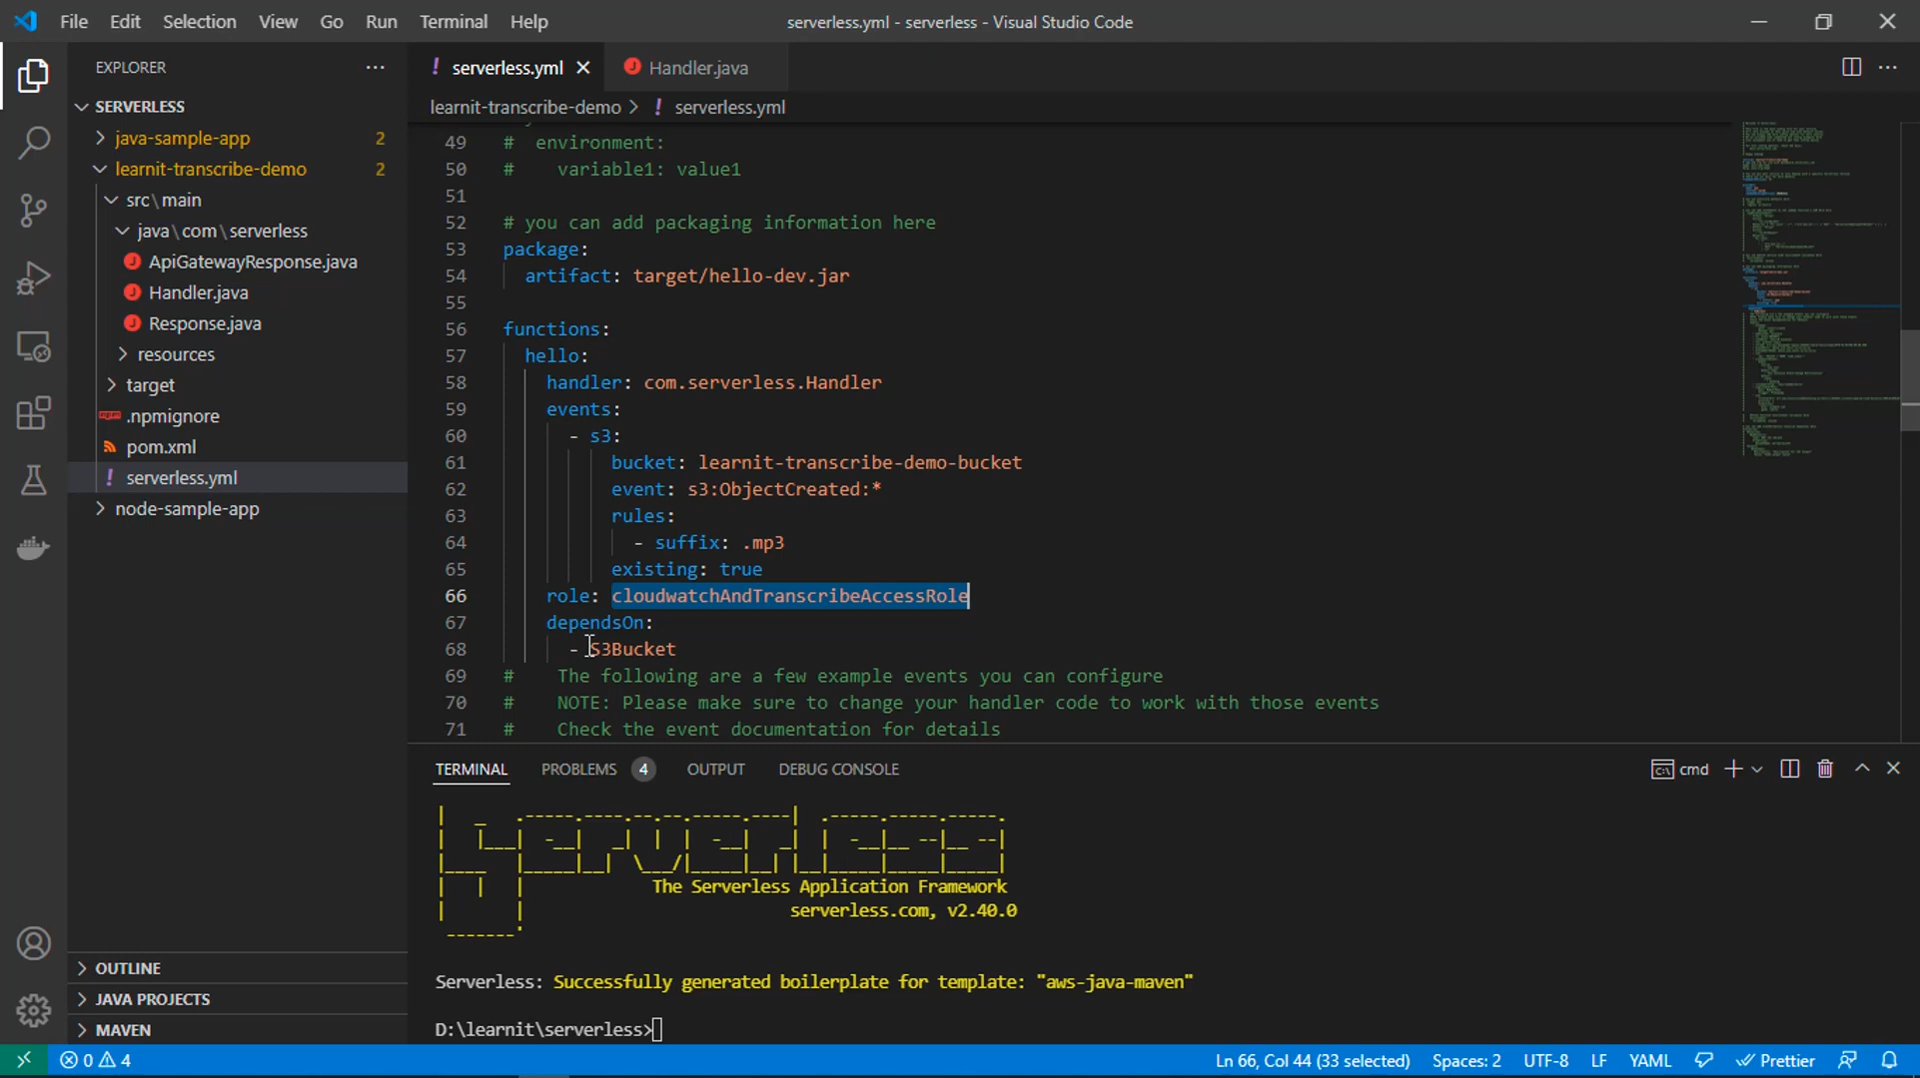 File Edit Selection View Go Run Terminal Help serverless.yml - serverless - Visual Studio Code
EXPLORER ...
SERVERLESS
java-sample-app 2
learnit-transcribe-demo 2
src\main
java\com\serverless
ApiGatewayResponse.java
Handler.java
Response.java
resources
target
.npmignore
pom.xml
serverless.yml
node-sample-app
OUTLINE
JAVA PROJECTS
MAVEN
! serverless.yml Handler.java
learnit-transcribe-demo > ! serverless.yml
49 # environment:
50 # variable1: value1
51
52 # you can add packaging information here
53 package:
54 artifact: target/hello-dev.jar
55
56 functions:
57 hello:
58 handler: com.serverless.Handler
59 events:
60 - s3:
61 bucket: learnit-transcribe-demo-bucket
62 event: s3:ObjectCreated:*
63 rules:
64 - suffix: .mp3
65 existing: true
66 role: cloudwatchAndTranscribeAccessRole
67 dependsOn:
68 - S3Bucket
69 # The following are a few example events you can configure
70 # NOTE: Please make sure to change your handler code to work with those events
71 # Check the event documentation for details
TERMINAL PROBLEMS 4 OUTPUT DEBUG CONSOLE cmd
Serverless
The Serverless Application Framework
serverless.com, v2.40.0
Serverless: Successfully generated boilerplate for template: "aws-java-maven"
D:\learnit\serverless>
0 4 Ln 66, Col 44 (33 selected) Spaces: 2 UTF-8 LF YAML Prettier